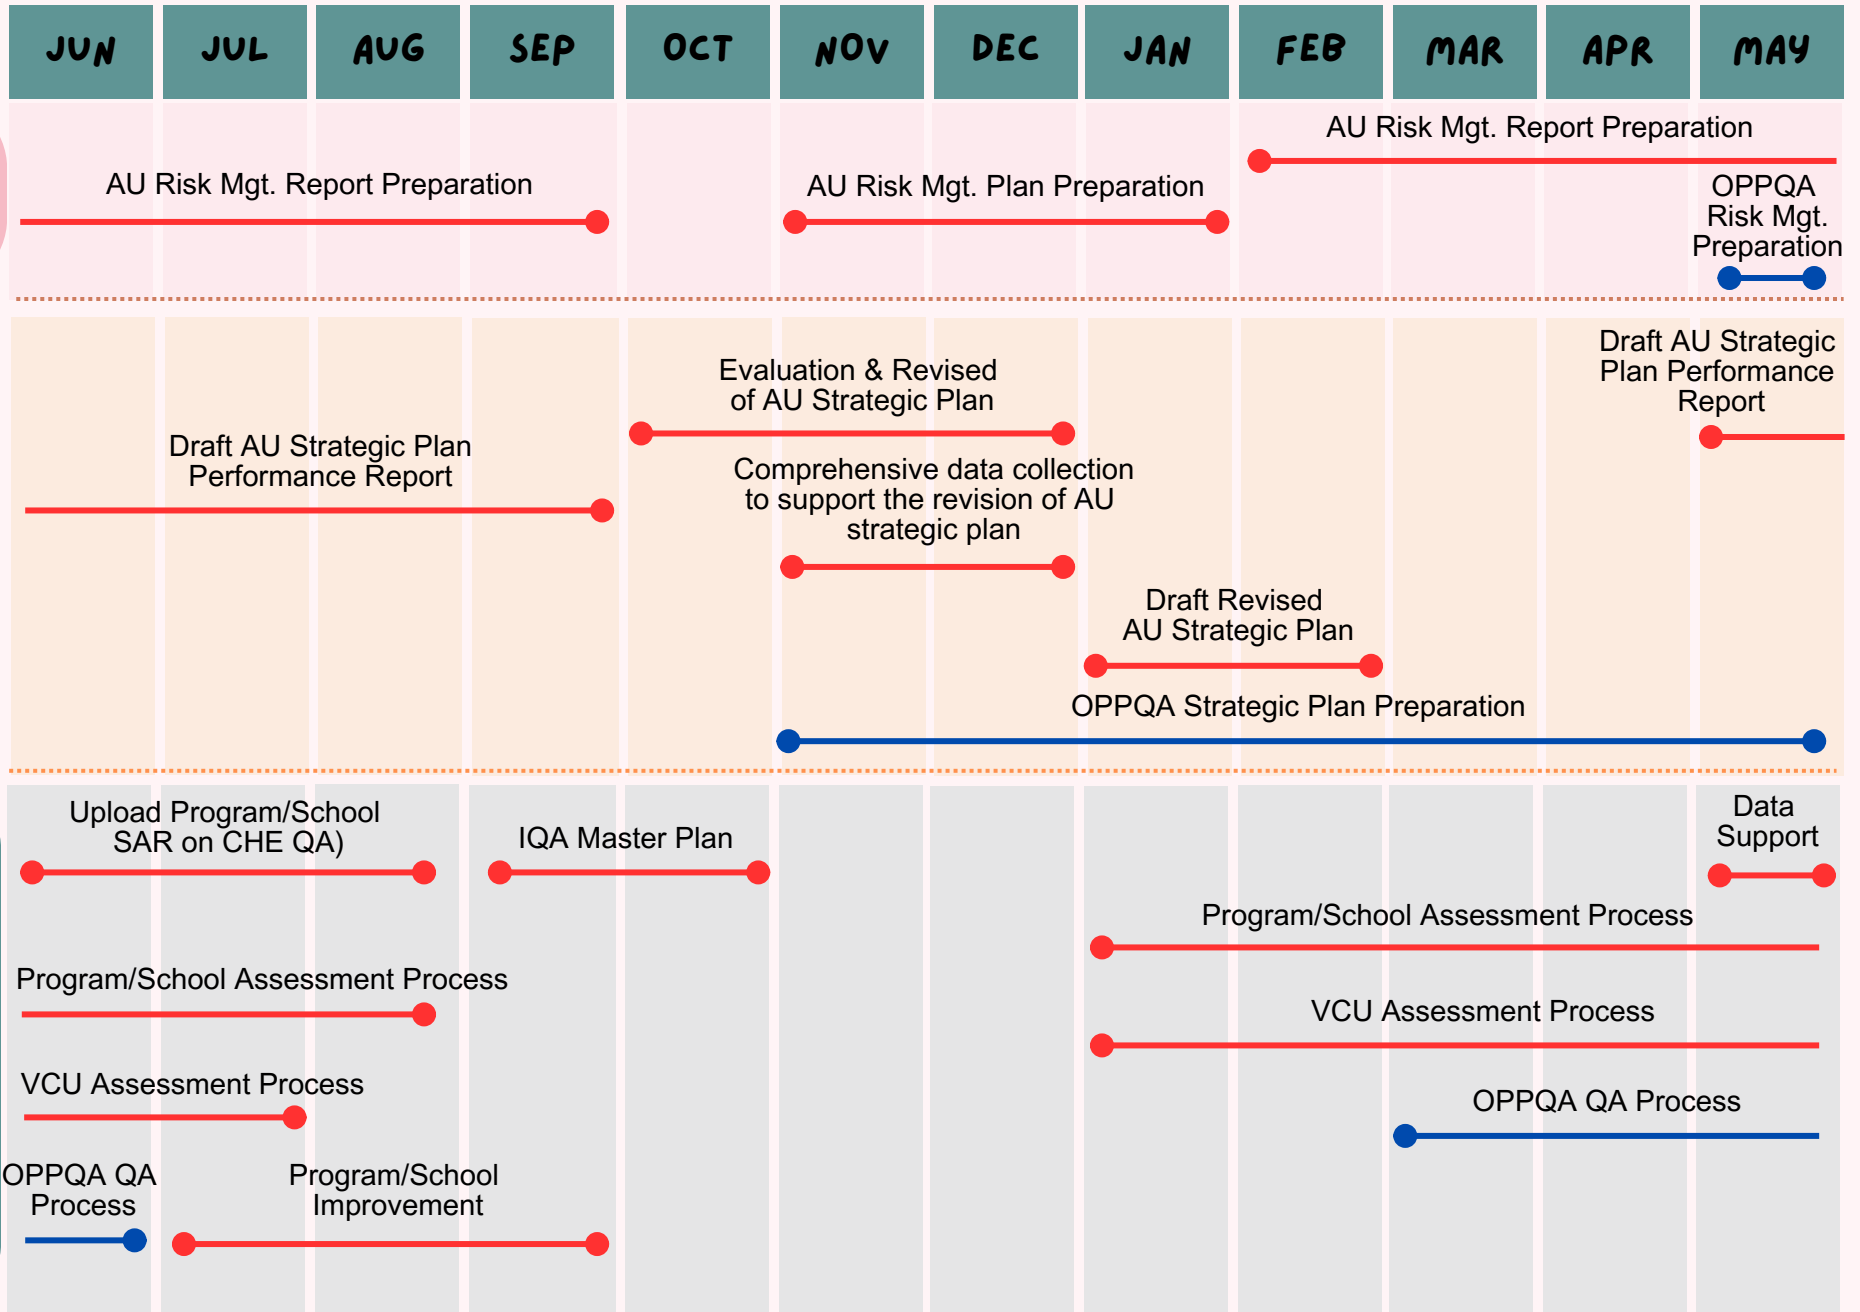 JUN JUL AUG SEP OCT NOV DEC JAN FEB MAR APR MAY
AU Risk Mgt. Report Preparation
AU Risk Mgt. Plan Preparation
AU Risk Mgt. Report Preparation
OPPQA
Risk Mgt.
Preparation
Draft AU Strategic Plan
Performance Report
Evaluation & Revised
of AU Strategic Plan
Comprehensive data collection
to support the revision of AU
strategic plan
Draft Revised
AU Strategic Plan
OPPQA Strategic Plan Preparation
Draft AU Strategic
Plan Performance
Report
Upload Program/School
SAR on CHE QA)
IQA Master Plan
Data
Support
Program/School Assessment Process
Program/School Assessment Process
VCU Assessment Process
VCU Assessment Process
OPPQA QA Process
OPPQA QA
Process
Program/School
Improvement